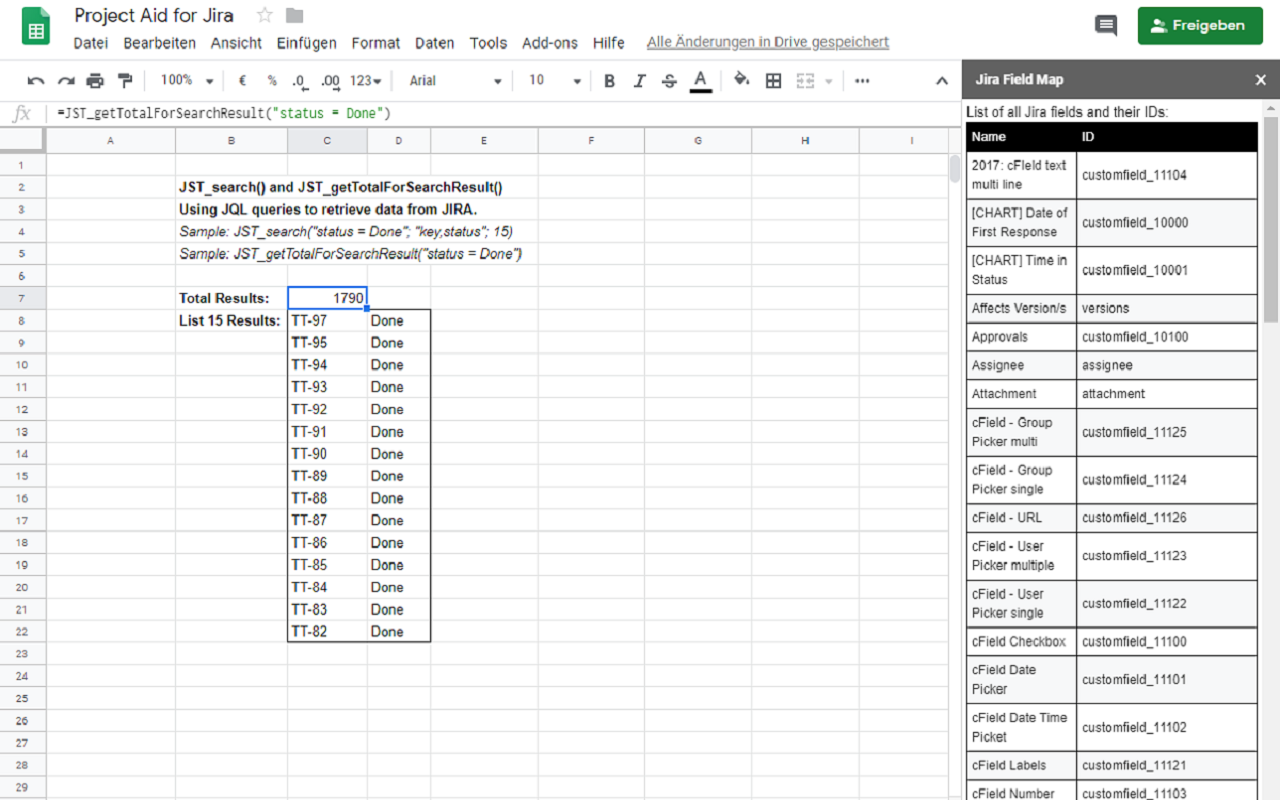 Project Aid for Jira
Datei Bearbeiten Ansicht Einfügen Format Daten Tools Add-ons Hilfe Alle Änderungen in Drive gespeichert
Freigeben
100% € % .0 .00 123 Arial 10 B I S A
Jira Field Map
fx =JST_getTotalForSearchResult("status = Done")
A B C D E F G H I
1
2 JST_search() and JST_getTotalForSearchResult()
3 Using JQL queries to retrieve data from JIRA.
4 Sample: JST_search("status = Done"; "key,status"; 15)
5 Sample: JST_getTotalForSearchResult("status = Done")
6
7 Total Results: 1790
8 List 15 Results: TT-97 Done
9 TT-95 Done
10 TT-94 Done
11 TT-93 Done
12 TT-92 Done
13 TT-91 Done
14 TT-90 Done
15 TT-89 Done
16 TT-88 Done
17 TT-87 Done
18 TT-86 Done
19 TT-85 Done
20 TT-84 Done
21 TT-83 Done
22 TT-82 Done
23
24
25
26
27
28
29
List of all Jira fields and their IDs:
Name ID
2017: cField text
multi line customfield_11104
[CHART] Date of
First Response customfield_10000
[CHART] Time in
Status customfield_10001
Affects Version/s versions
Approvals customfield_10100
Assignee assignee
Attachment attachment
cField - Group
Picker multi customfield_11125
cField - Group
Picker single customfield_11124
cField - URL customfield_11126
cField - User
Picker multiple customfield_11123
cField - User
Picker single customfield_11122
cField Checkbox customfield_11100
cField Date
Picker customfield_11101
cField Date Time
Picket customfield_11102
cField Labels customfield_11121
cField Number customfield_11103